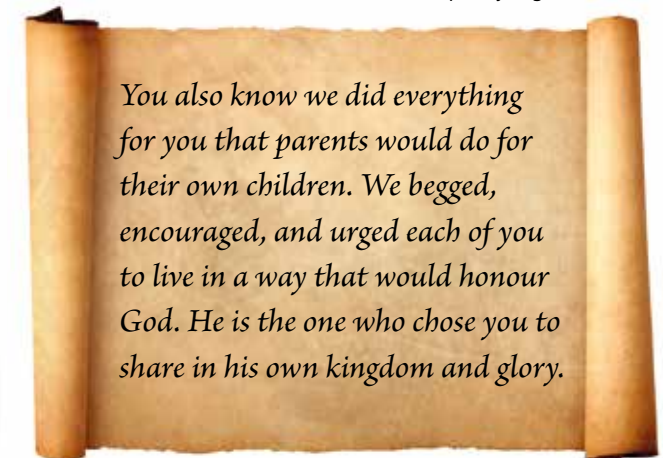 You also know we did everything
for you that parents would do for
their own children. We begged,
encouraged, and urged each of you
to live in a way that would honour
God. He is the one who chose you to
share in his own kingdom and glory.